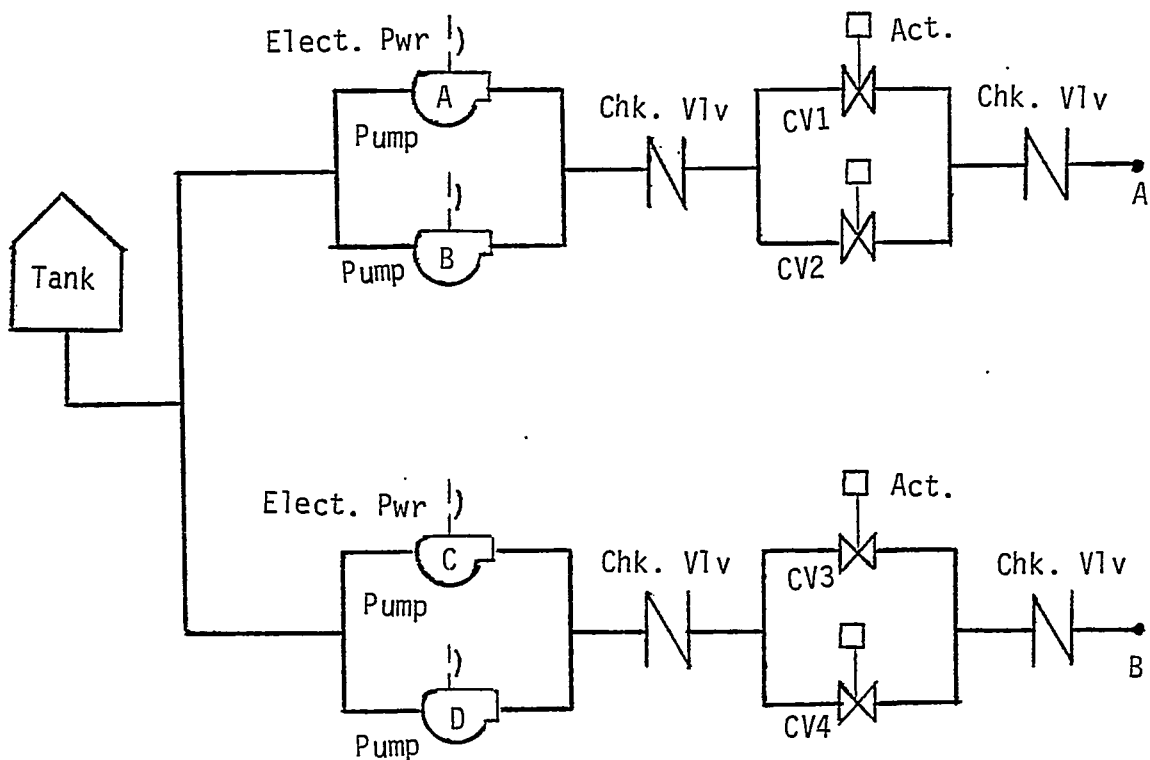 Elect. Pwr
A
Pump
B
Pump
Chk. Vlv
Act.
CV1
CV2
Chk. Vlv
A
Tank
Elect. Pwr
C
Pump
D
Pump
Chk. Vlv
Act.
CV3
CV4
Chk. Vlv
B